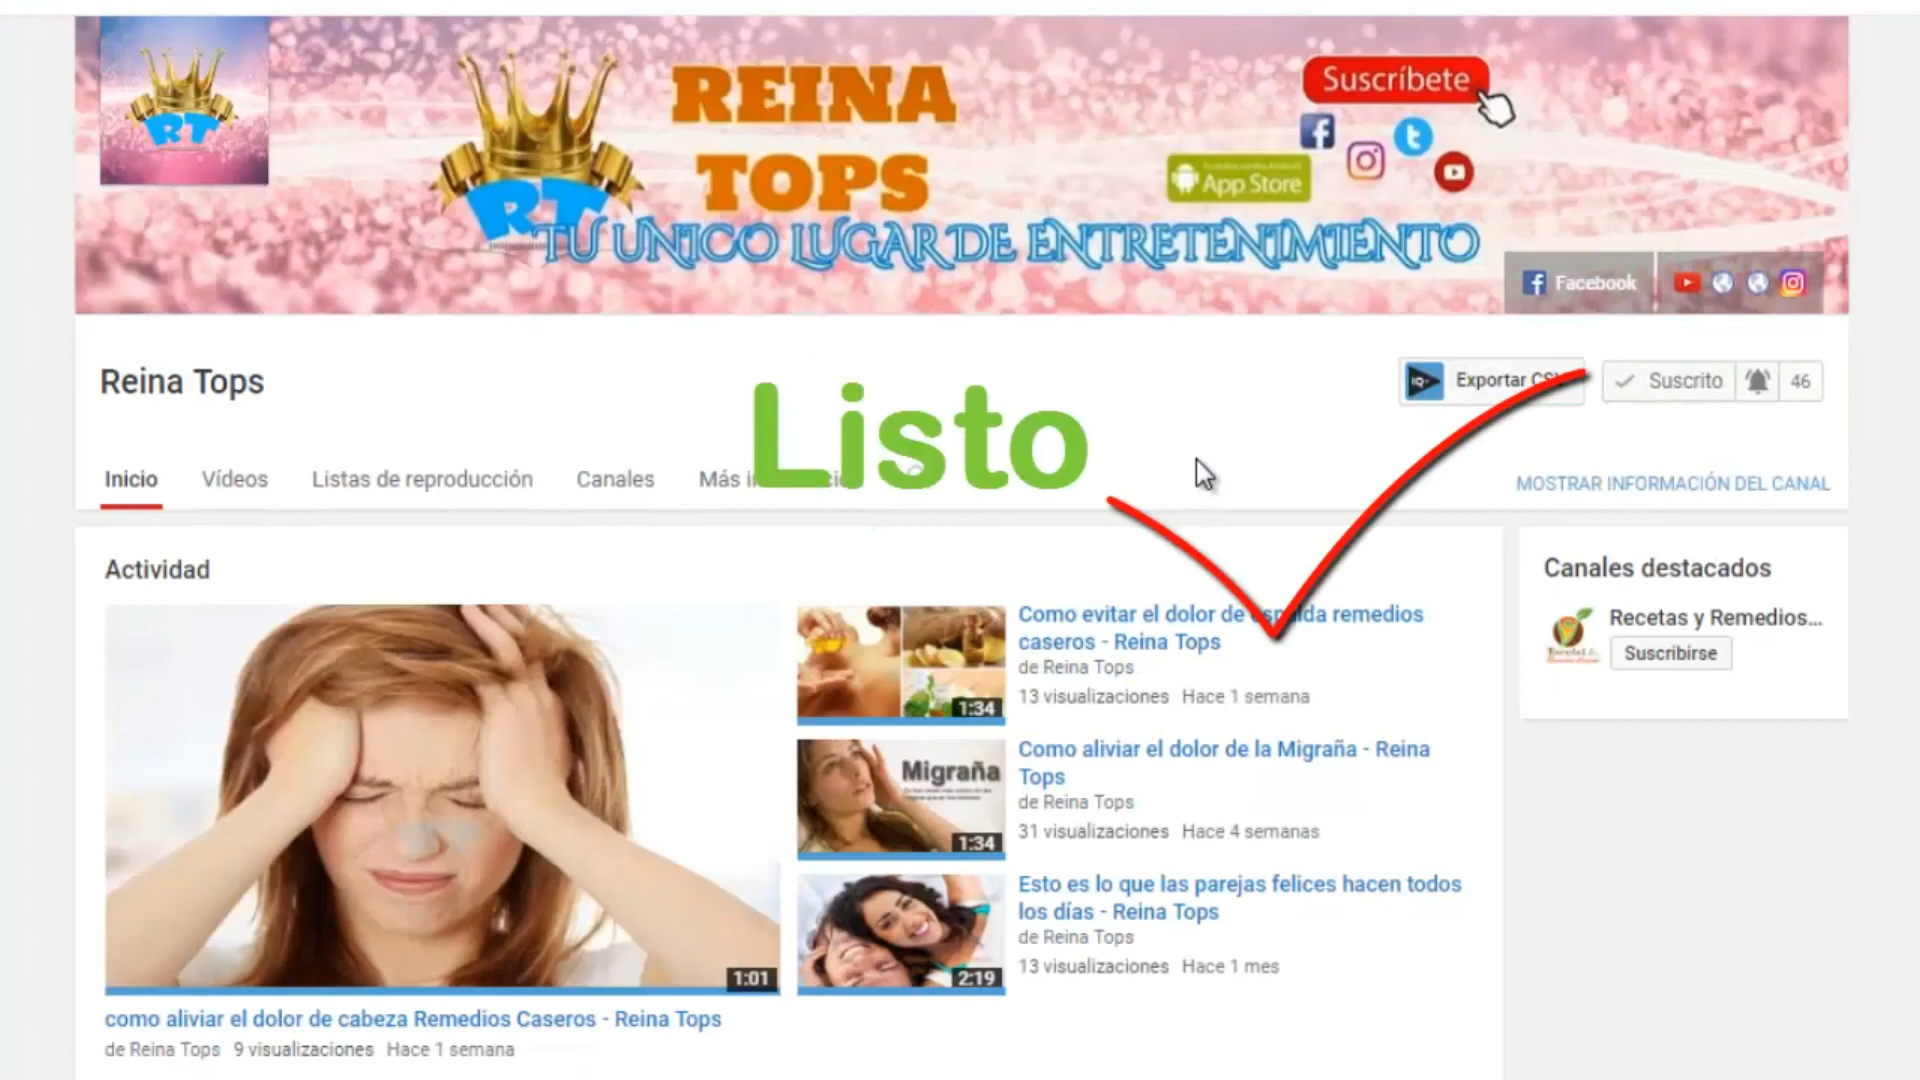 REINA
TOPS
RT
RT
TU UNICO LUGAR DE ENTRETENIMIENTO
Suscríbete
App Store
Facebook
Reina Tops
Exportar CSV
Suscrito
46
Listo
Inicio
Vídeos
Listas de reproducción
Canales
Más
MOSTRAR INFORMACIÓN DEL CANAL
Actividad
1:01
como aliviar el dolor de cabeza Remedios Caseros - Reina Tops
de Reina Tops 9 visualizaciones Hace 1 semana
1:34
Como evitar el dolor de espalda remedios
caseros - Reina Tops
de Reina Tops
13 visualizaciones Hace 1 semana
Migraña
1:34
Como aliviar el dolor de la Migraña - Reina
Tops
de Reina Tops
31 visualizaciones Hace 4 semanas
2:19
Esto es lo que las parejas felices hacen todos
los días - Reina Tops
de Reina Tops
13 visualizaciones Hace 1 mes
Canales destacados
Recetas y Remedios...
Suscribirse